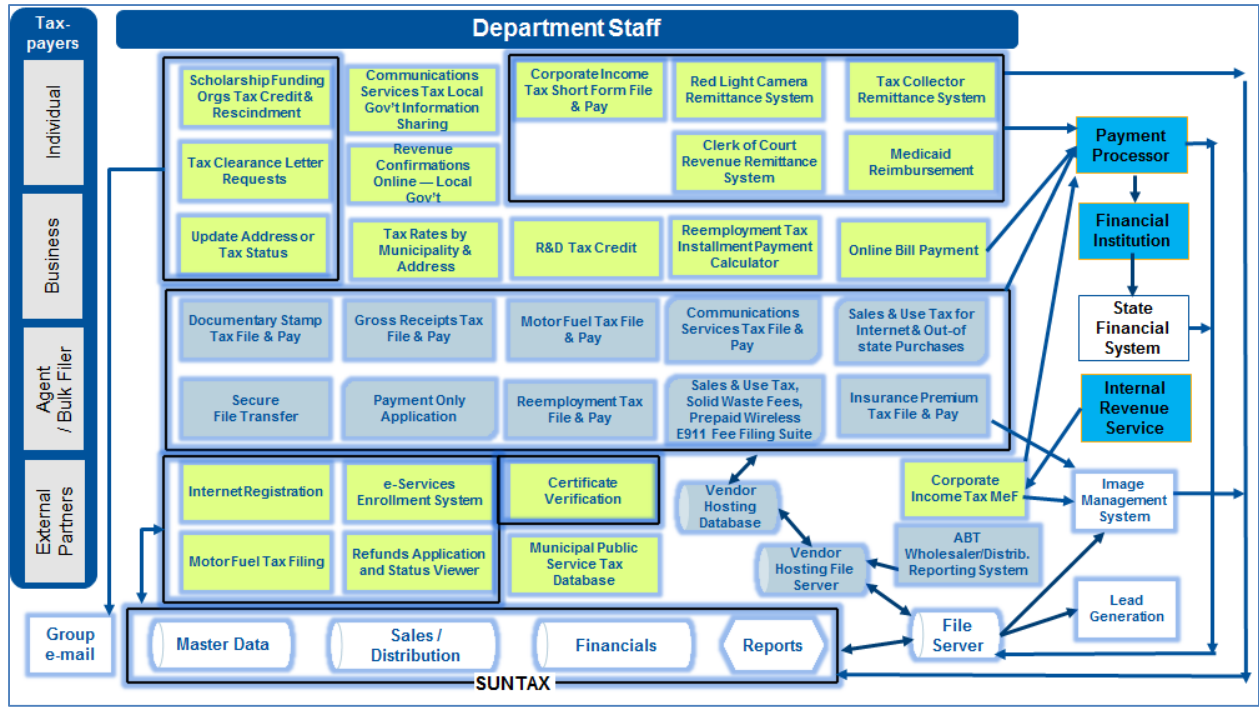 Tax-
payers
Individual
Business
Agent
/ Bulk Filer
External
Partners
Department Staff
Scholarship Funding
Orgs Tax Credit &
Rescindment
Communications
Services Tax Local
Gov't Information
Sharing
Corporate Income
Tax Short Form File
& Pay
Red Light Camera
Remittance System
Tax Collector
Remittance System
Tax Clearance Letter
Requests
Revenue
Confirmations
Online — Local
Gov't
Clerk of Court
Revenue Remittance
System
Medicaid
Reimbursement
Update Address or
Tax Status
Tax Rates by
Municipality &
Address
R&D Tax Credit
Reemployment Tax
Installment Payment
Calculator
Online Bill Payment
Documentary Stamp
Tax File & Pay
Gross Receipts Tax
File & Pay
Motor Fuel Tax File
& Pay
Communications
Services Tax File &
Pay
Sales & Use Tax for
Internet & Out-of
state Purchases
Secure
File Transfer
Payment Only
Application
Reemployment Tax
File & Pay
Sales & Use Tax,
Solid Waste Fees,
Prepaid Wireless
E911 Fee Filing Suite
Insurance Premium
Tax File & Pay
Internet Registration
e-Services
Enrollment System
Certificate
Verification
Motor Fuel Tax Filing
Refunds Application
and Status Viewer
Municipal Public
Service Tax
Database
Vendor
Hosting
Database
Vendor
Hosting File
Server
Corporate
Income Tax MeF
ABT
Wholesaler/Distrib.
Reporting System
Payment
Processor
Financial
Institution
State
Financial
System
Internal
Revenue
Service
Image
Management
System
Lead
Generation
File
Server
Group
e-mail
Master Data
Sales /
Distribution
Financials
Reports
SUNTAX